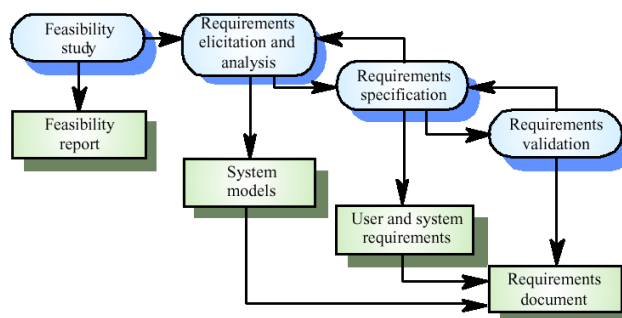 Feasibility
study
Requirements
elicitation and
analysis
Requirements
specification
Requirements
validation
Feasibility
report
System
models
User and system
requirements
Requirements
document